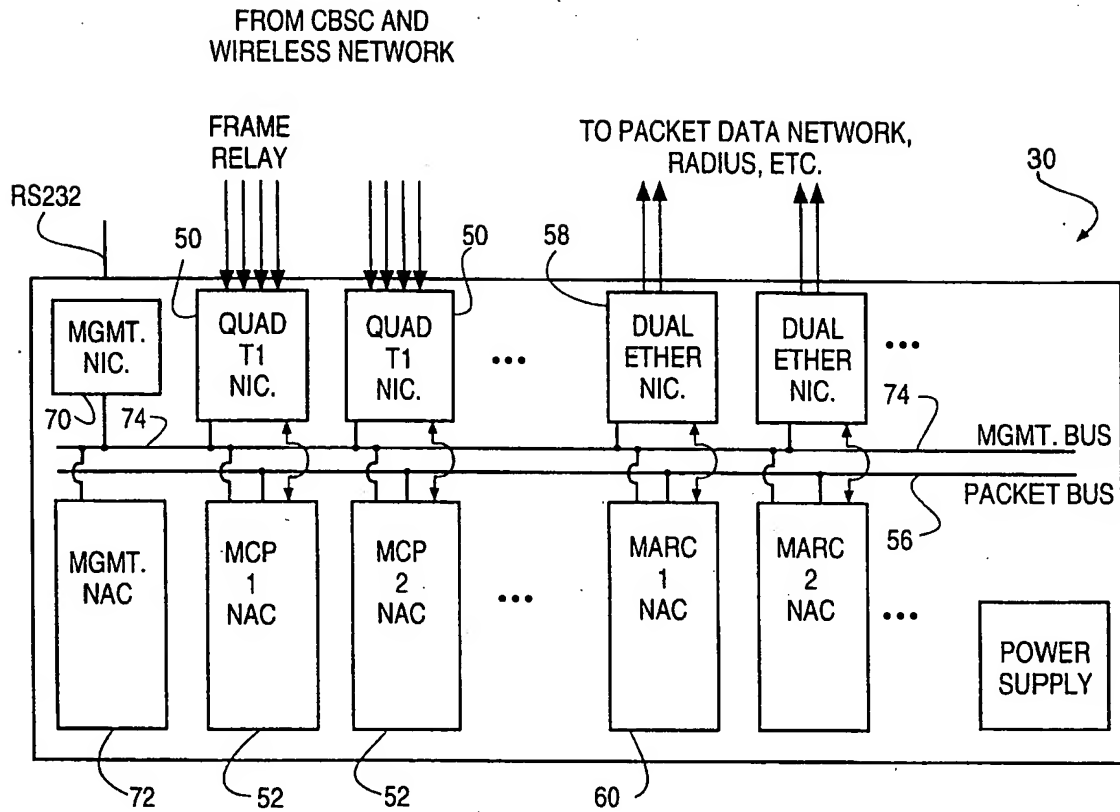 FROM CBSC AND
WIRELESS NETWORK
FRAME
RELAY
TO PACKET DATA NETWORK,
RADIUS, ETC.
30
RS232
50
50
58
MGMT.
NIC.
QUAD
T1
NIC.
QUAD
T1
NIC.
...
DUAL
ETHER
NIC.
DUAL
ETHER
NIC.
...
70
74
74
MGMT. BUS
PACKET BUS
56
MGMT.
NAC
MCP
1
NAC
MCP
2
NAC
...
MARC
1
NAC
MARC
2
NAC
...
POWER
SUPPLY
72
52
52
60